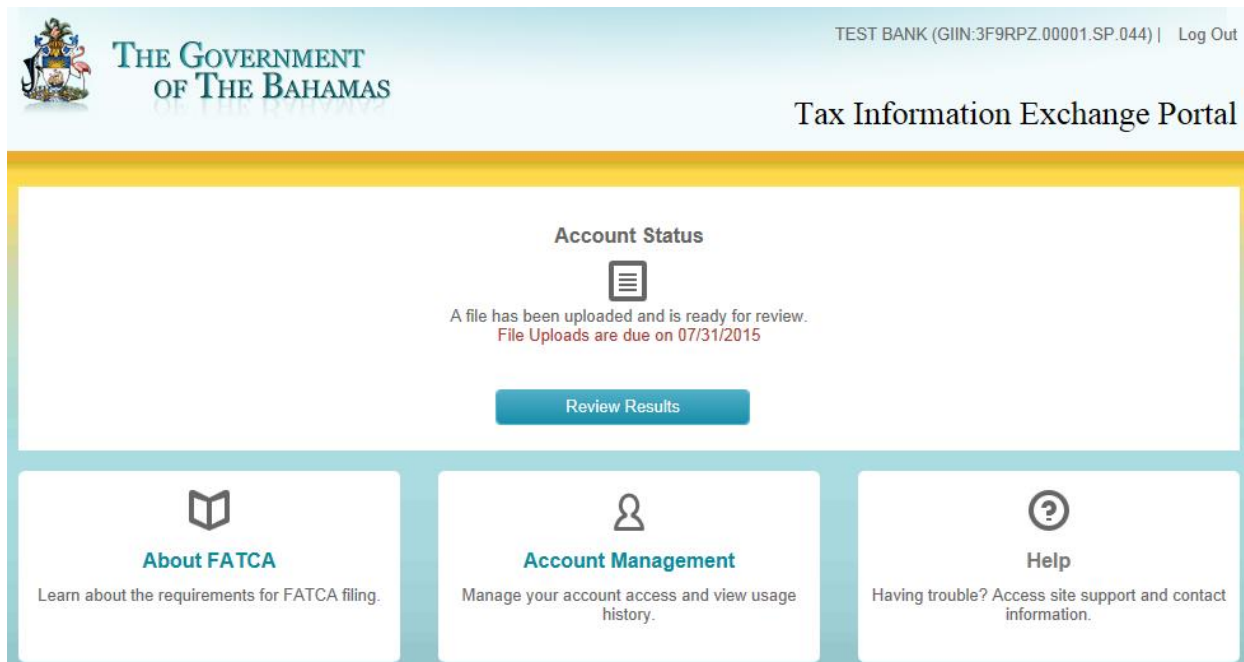 TEST BANK (GIIN:3F9RPZ.00001.SP.044) | Log Out
THE GOVERNMENT
OF THE BAHAMAS
Tax Information Exchange Portal
Account Status
A file has been uploaded and is ready for review.
File Uploads are due on 07/31/2015
Review Results
About FATCA
Learn about the requirements for FATCA filing.
Account Management
Manage your account access and view usage
history.
Help
Having trouble? Access site support and contact
information.